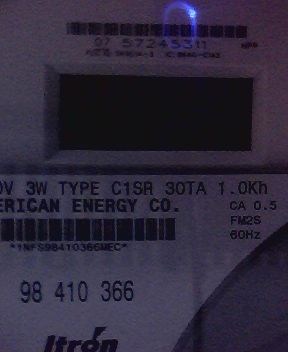 07 57245311
0V 3W TYPE C1SR 30TA 1.0Kh
ERICAN ENERGY CO.
CA 0.5
FM2S
60Hz
*1NFS98410366MEC*
98 410 366
Itrón